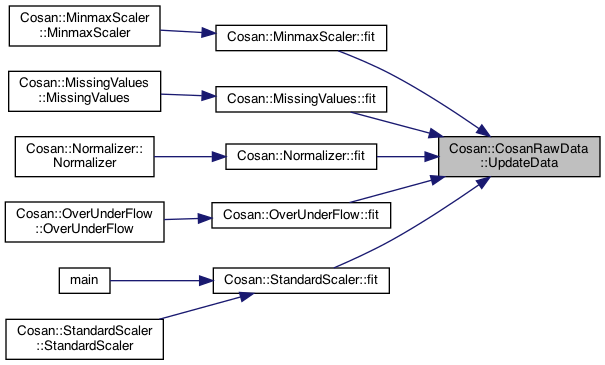 Cosan::MinmaxScaler
::MinmaxScaler
Cosan::MinmaxScaler::fit
Cosan::MissingValues
::MissingValues
Cosan::MissingValues::fit
Cosan::CosanRawData
::UpdateData
Cosan::Normalizer::
Normalizer
Cosan::Normalizer::fit
Cosan::OverUnderFlow
::OverUnderFlow
Cosan::OverUnderFlow::fit
main
Cosan::StandardScaler::fit
Cosan::StandardScaler
::StandardScaler